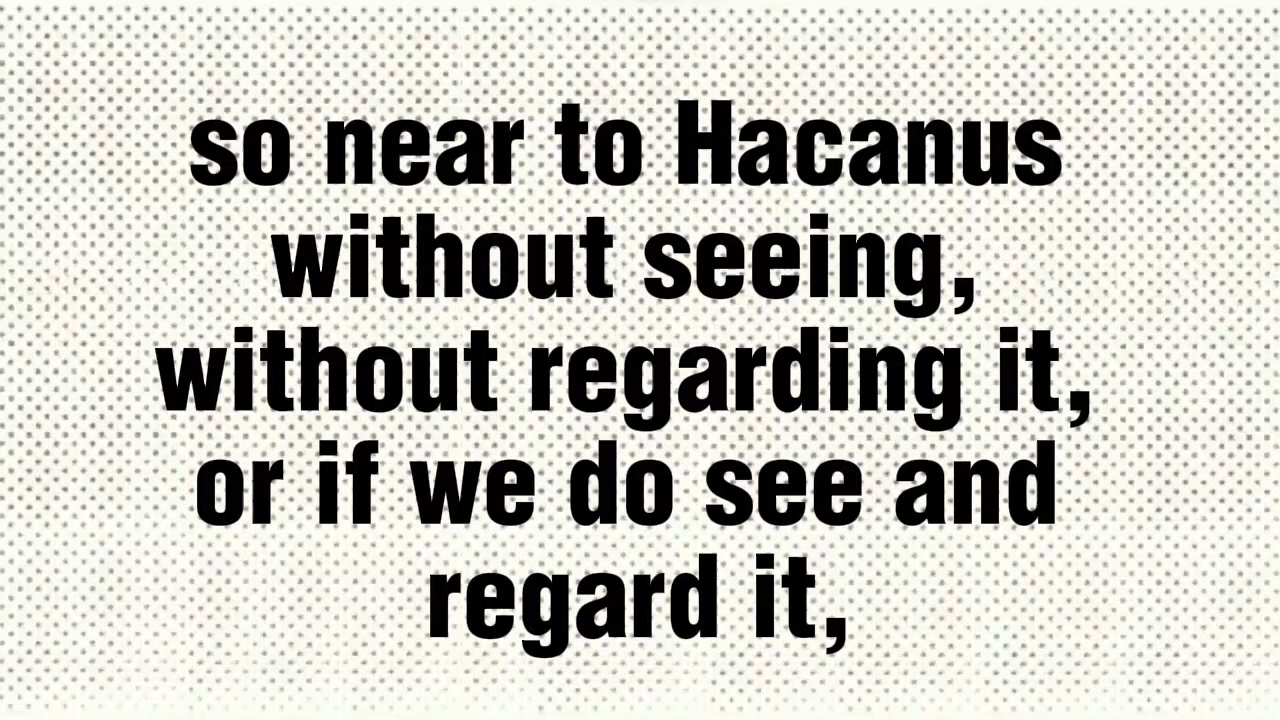 so near to Hacanus
without seeing,
without regarding it,
or if we do see and
regard it,